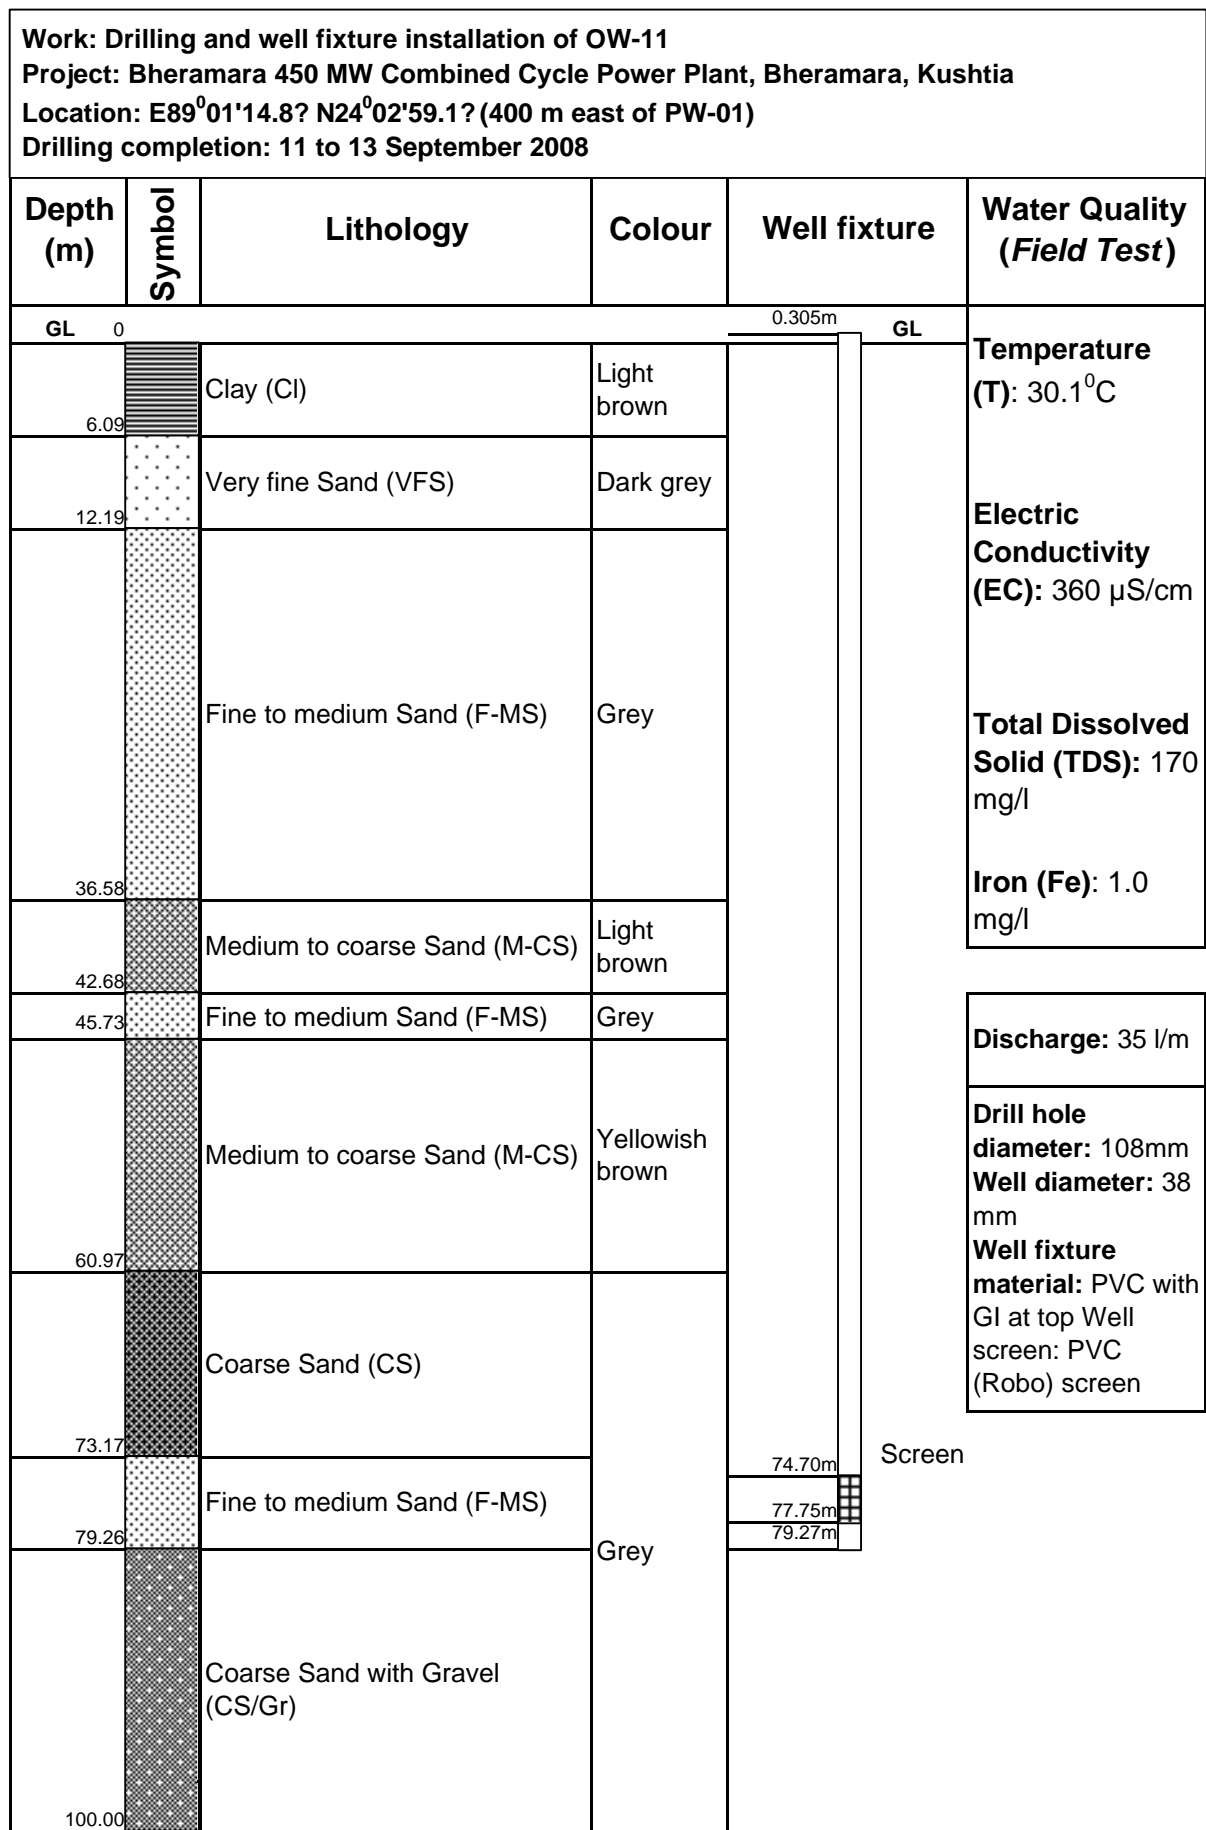 Work: Drilling and well fixture installation of OW-11
Project: Bheramara 450 MW Combined Cycle Power Plant, Bheramara, Kushtia
Location: E89⁰01'14.8? N24⁰02'59.1? (400 m east of PW-01)
Drilling completion: 11 to 13 September 2008
Depth (m)
Symbol
Lithology
Colour
Well fixture
Water Quality
(Field Test)
GL 0
0.305m
GL
Clay (Cl)
Light
brown
6.09
Very fine Sand (VFS)
Dark grey
12.19
Fine to medium Sand (F-MS)
Grey
36.58
Medium to coarse Sand (M-CS)
Light
brown
42.68
Fine to medium Sand (F-MS)
Grey
45.73
Medium to coarse Sand (M-CS)
Yellowish
brown
60.97
Coarse Sand (CS)
73.17
Fine to medium Sand (F-MS)
79.26
Grey
Coarse Sand with Gravel
(CS/Gr)
100.00
74.70m
Screen
77.75m
79.27m
Temperature
(T): 30.1⁰C
Electric
Conductivity
(EC): 360 µS/cm
Total Dissolved
Solid (TDS): 170
mg/l
Iron (Fe): 1.0
mg/l
Discharge: 35 l/m
Drill hole
diameter: 108mm
Well diameter: 38
mm
Well fixture
material: PVC with
GI at top Well
screen: PVC
(Robo) screen